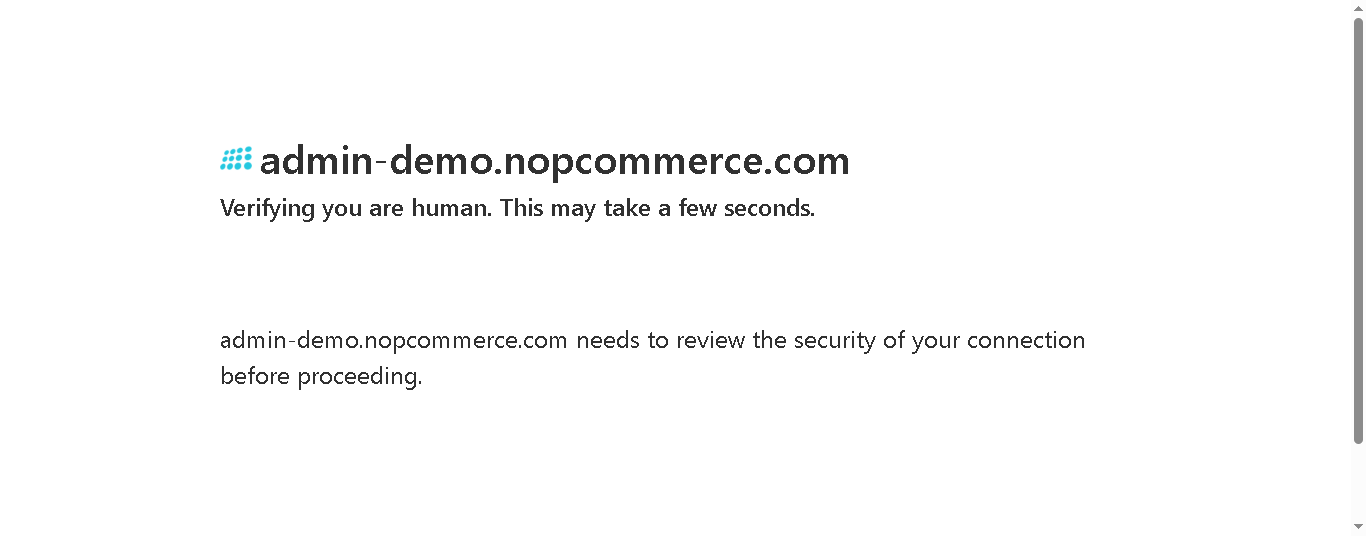 admin-demo.nopcommerce.com
Verifying you are human. This may take a few seconds.
admin-demo.nopcommerce.com needs to review the security of your connection
before proceeding.